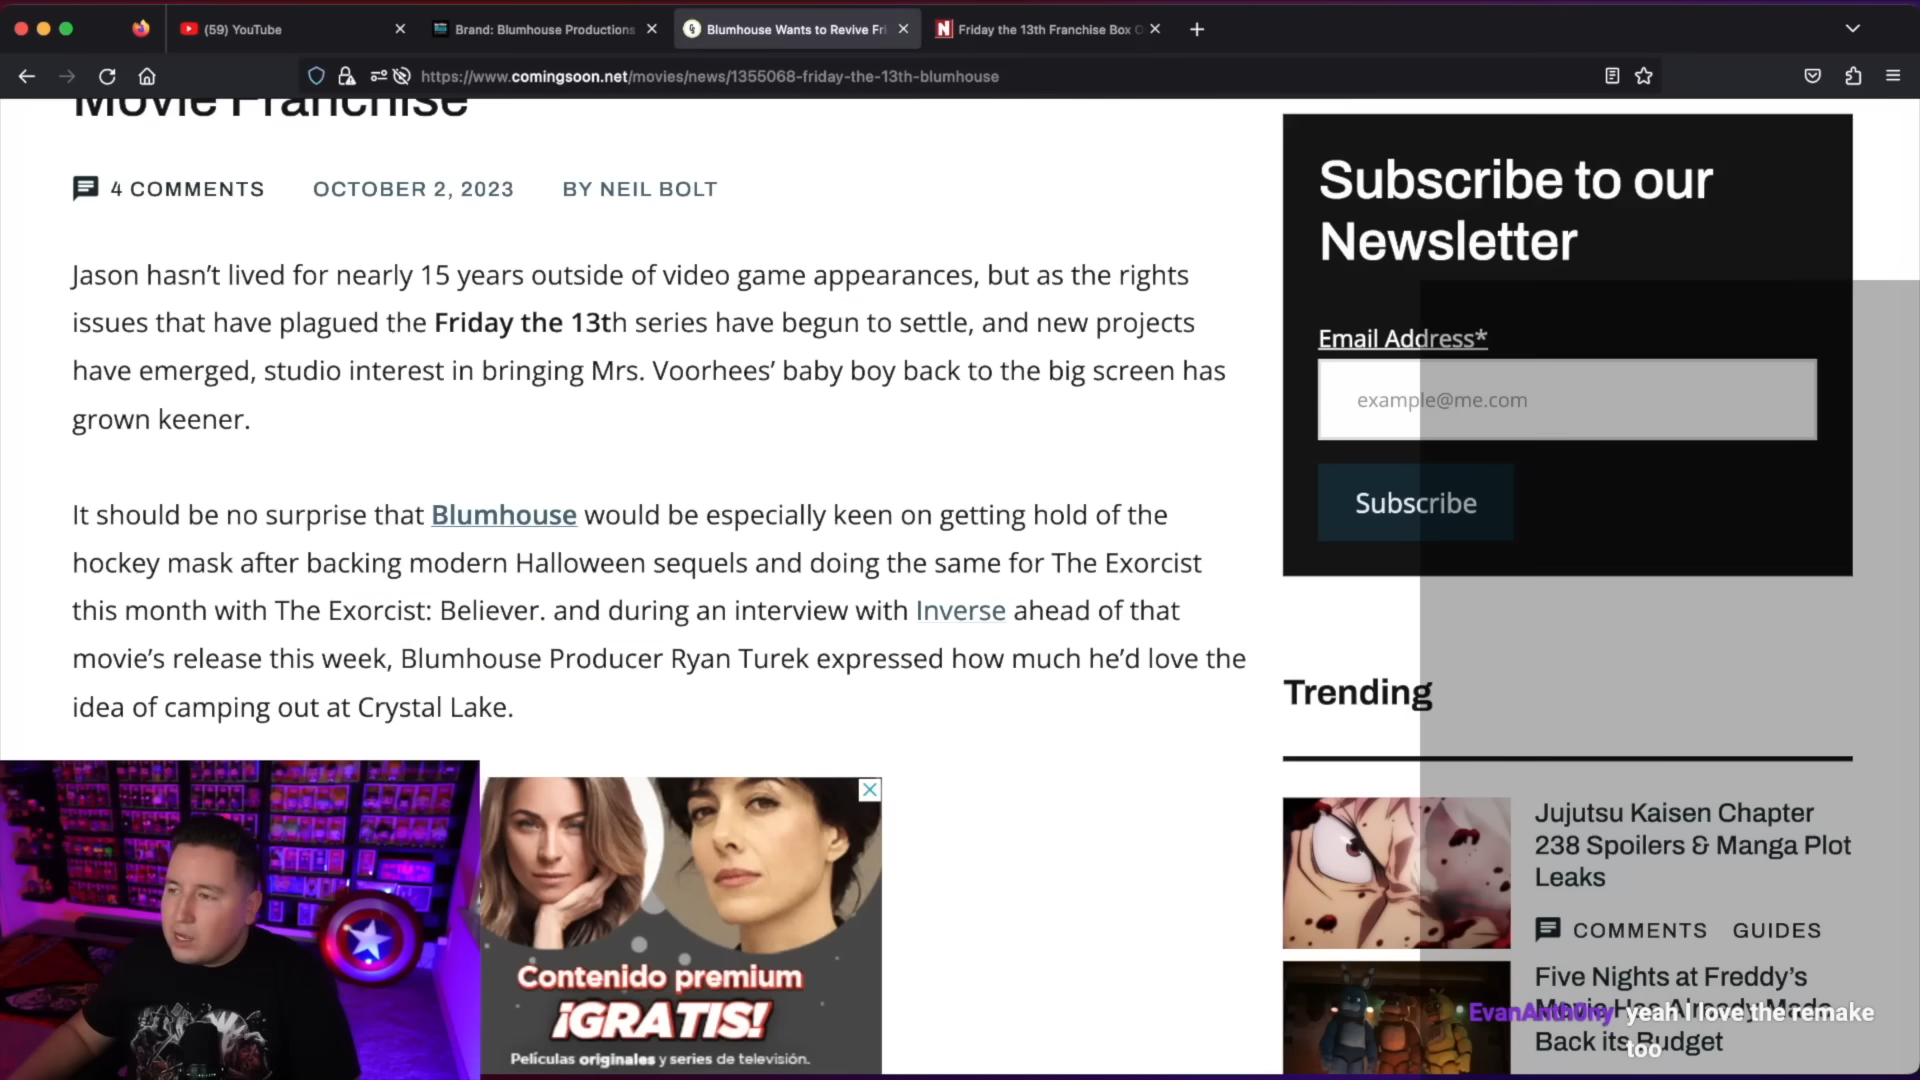 (59) YouTube
Brand: Blumhouse Productions
Blumhouse Wants to Revive Fri
Friday the 13th Franchise Box O
https://www.comingsoon.net/movies/news/1355068-friday-the-13th-blumhouse
Movie Franchise
4 COMMENTS OCTOBER 2, 2023 BY NEIL BOLT
Jason hasn't lived for nearly 15 years outside of video game appearances, but as the rights
issues that have plagued the Friday the 13th series have begun to settle, and new projects
have emerged, studio interest in bringing Mrs. Voorhees' baby boy back to the big screen has
grown keener.
It should be no surprise that Blumhouse would be especially keen on getting hold of the
hockey mask after backing modern Halloween sequels and doing the same for The Exorcist
this month with The Exorcist: Believer. and during an interview with Inverse ahead of that
movie's release this week, Blumhouse Producer Ryan Turek expressed how much he'd love the
idea of camping out at Crystal Lake.
Contenido premium
¡GRATIS!
Películas originales y series de televisión.
Subscribe to our
Newsletter
Email Address*
example@me.com
Subscribe
Trending
Jujutsu Kaisen Chapter
238 Spoilers & Manga Plot
Leaks
COMMENTS GUIDES
Five Nights at Freddy's
Movie Has Already Made
Back its Budget
EvanAnth0ny yeah I love the remake
too